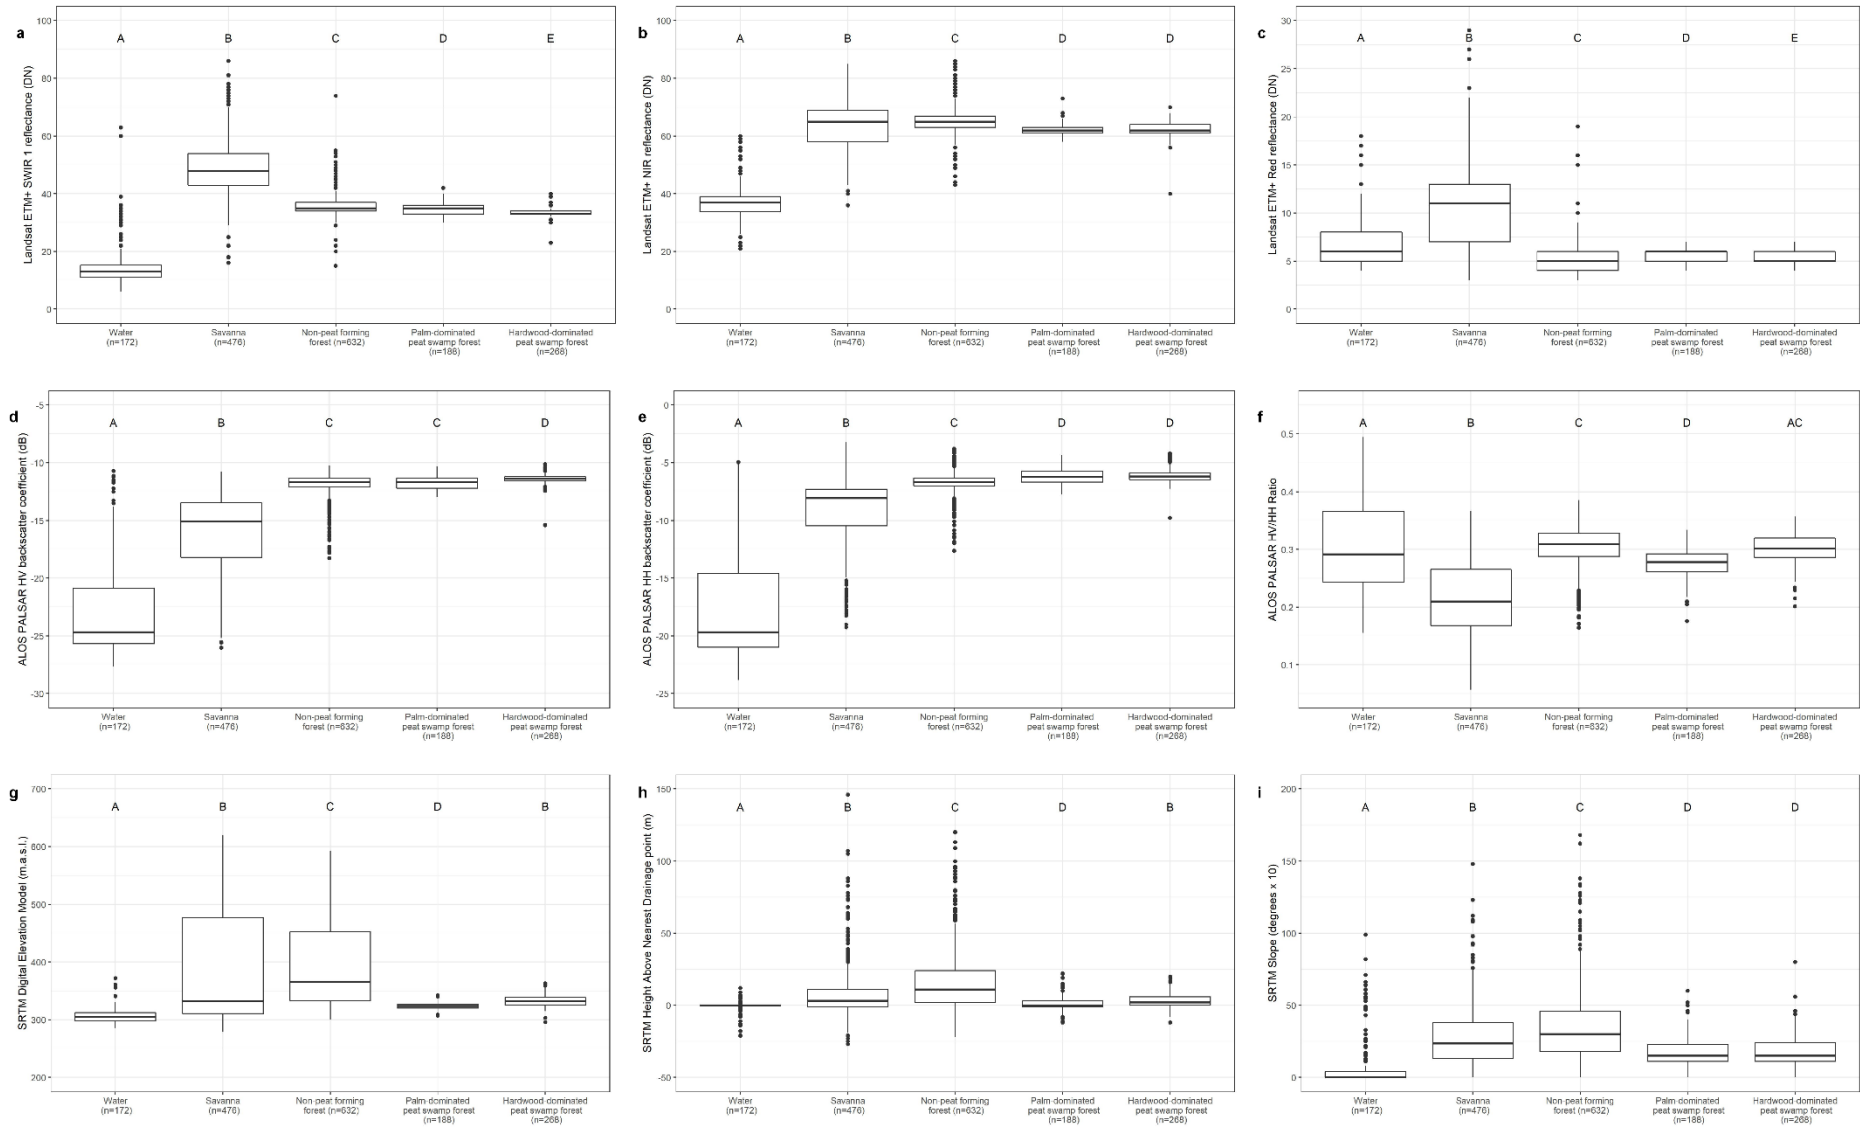 a
Landsat ETM+ SWIR 1 reflectance (DN)
100
80
60
40
20
0
A B C D E
Water Savanna Non-peat forming Palm-dominated Hardwood-dominated
(n=172) (n=476) forest (n=632) peat swamp forest peat swamp forest
(n=188) (n=268)
b
Landsat ETM+ NIR reflectance (DN)
100
80
60
40
20
0
A B C D D
Water Savanna Non-peat forming Palm-dominated Hardwood-dominated
(n=172) (n=476) forest (n=632) peat swamp forest peat swamp forest
(n=188) (n=268)
c
Landsat ETM+ Red reflectance (DN)
30
25
20
15
10
5
0
A B C D E
Water Savanna Non-peat forming Palm-dominated Hardwood-dominated
(n=172) (n=476) forest (n=632) peat swamp forest peat swamp forest
(n=188) (n=268)
d
ALOS PALSAR HV backscatter coefficient (dB)
-5
-10
-15
-20
-25
-30
A B C C D
Water Savanna Non-peat forming Palm-dominated Hardwood-dominated
(n=172) (n=476) forest (n=632) peat swamp forest peat swamp forest
(n=188) (n=268)
e
ALOS PALSAR HH backscatter coefficient (dB)
0
-5
-10
-15
-20
-25
A B C D D
Water Savanna Non-peat forming Palm-dominated Hardwood-dominated
(n=172) (n=476) forest (n=632) peat swamp forest peat swamp forest
(n=188) (n=268)
f
ALOS PALSAR HV/HH Ratio
0.5
0.4
0.3
0.2
0.1
A B C D AC
Water Savanna Non-peat forming Palm-dominated Hardwood-dominated
(n=172) (n=476) forest (n=632) peat swamp forest peat swamp forest
(n=188) (n=268)
g
SRTM Digital Elevation Model (m.a.s.l.)
700
600
500
400
300
200
A B C D B
Water Savanna Non-peat forming Palm-dominated Hardwood-dominated
(n=172) (n=476) forest (n=632) peat swamp forest peat swamp forest
(n=188) (n=268)
h
SRTM Height Above Nearest Drainage point (m)
150
100
50
0
-50
A B C D B
Water Savanna Non-peat forming Palm-dominated Hardwood-dominated
(n=172) (n=476) forest (n=632) peat swamp forest peat swamp forest
(n=188) (n=268)
i
SRTM Slope (degrees x 10)
200
150
100
50
0
A B C D D
Water Savanna Non-peat forming Palm-dominated Hardwood-dominated
(n=172) (n=476) forest (n=632) peat swamp forest peat swamp forest
(n=188) (n=268)